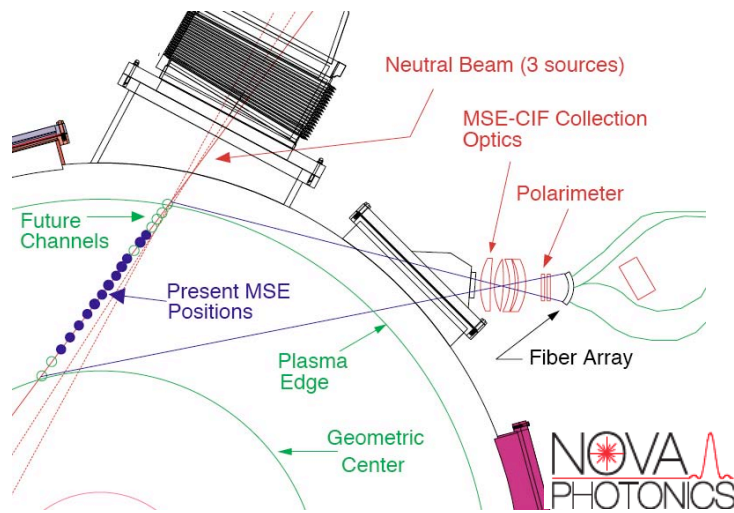 Neutral Beam (3 sources)
MSE-CIF Collection
Optics
Polarimeter
Future
Channels
Present MSE
Positions
Plasma
Edge
Fiber Array
Geometric
Center
NOVA
PHOTONICS